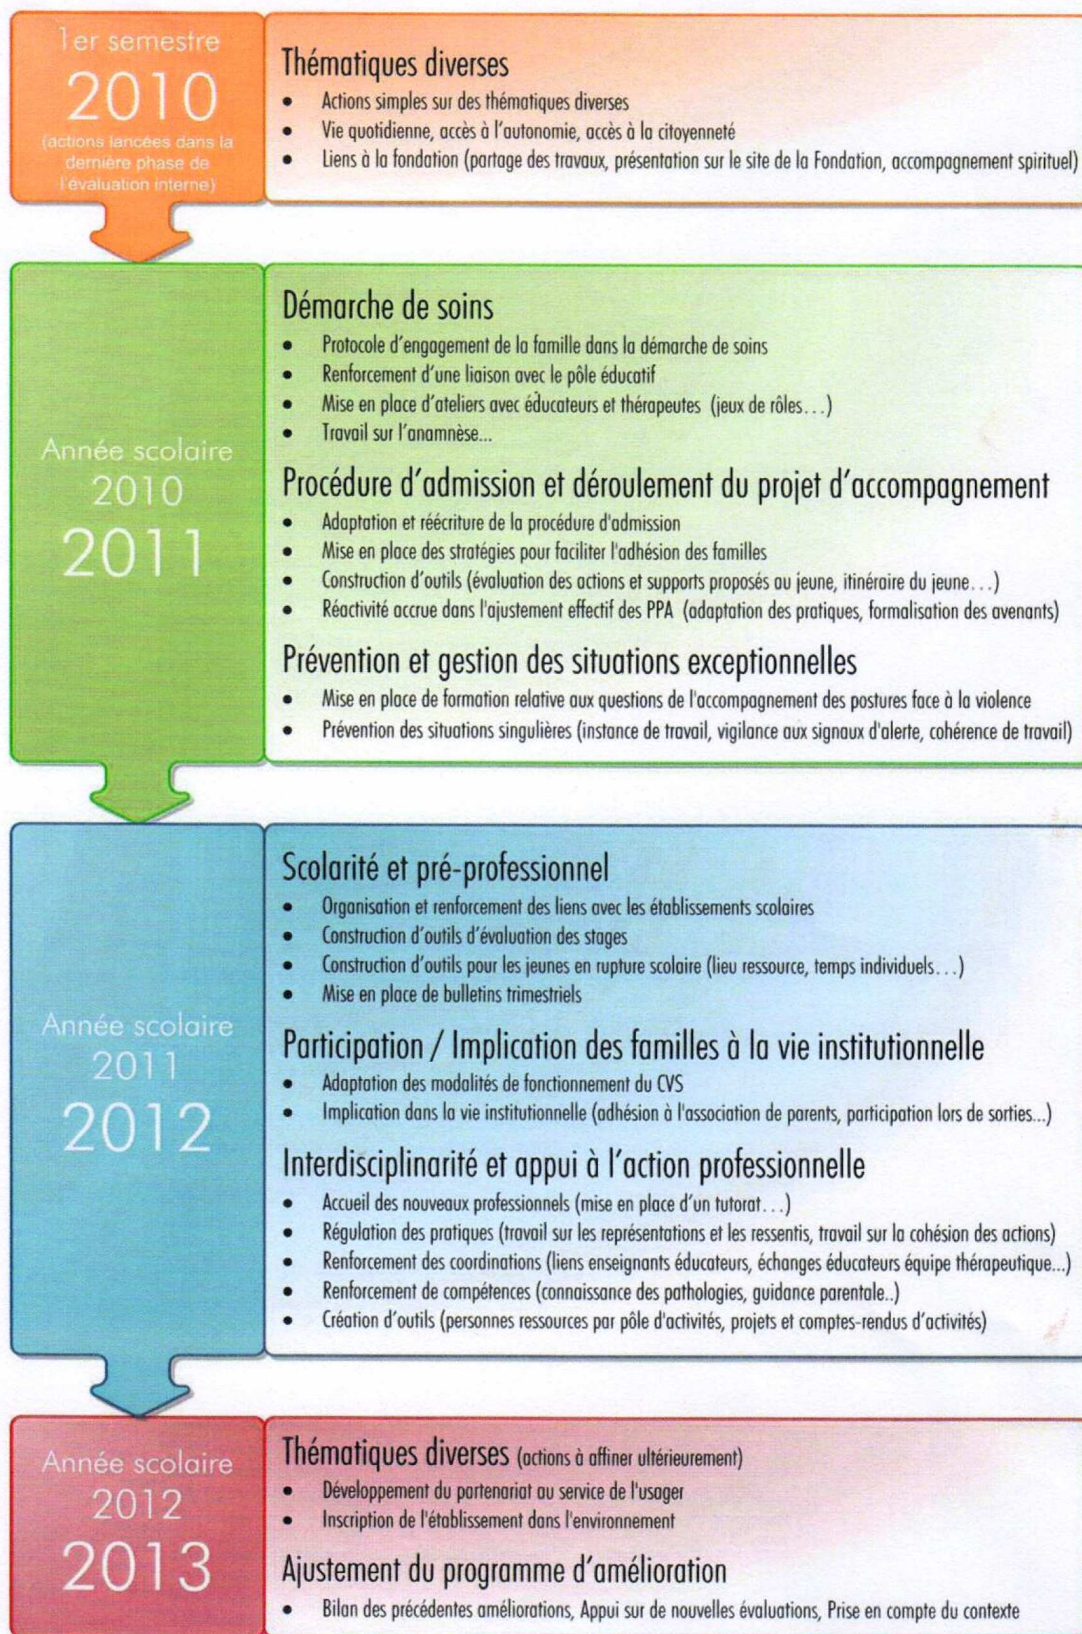 1er semestre
2010
(actions lancées dans la
dernière phase de
l'évaluation interne)
Thématiques diverses
• Actions simples sur des thématiques diverses
• Vie quotidienne, accès à l'autonomie, accès à la citoyenneté
• Liens à la fondation (partage des travaux, présentation sur le site de la Fondation, accompagnement spirituel)
Année scolaire
2010
2011
Démarche de soins
• Protocole d'engagement de la famille dans la démarche de soins
• Renforcement d'une liaison avec le pôle éducatif
• Mise en place d'ateliers avec éducateurs et thérapeutes (jeux de rôles...)
• Travail sur l'anamnèse...
Procédure d'admission et déroulement du projet d'accompagnement
• Adaptation et réécriture de la procédure d'admission
• Mise en place des stratégies pour faciliter l'adhésion des familles
• Construction d'outils (évaluation des actions et supports proposés au jeune, itinéraire du jeune...)
• Réactivité accrue dans l'ajustement effectif des PPA (adaptation des pratiques, formalisation des avenants)
Prévention et gestion des situations exceptionnelles
• Mise en place de formation relative aux questions de l'accompagnement des postures face à la violence
• Prévention des situations singulières (instance de travail, vigilance aux signaux d'alerte, cohérence de travail)
Année scolaire
2011
2012
Scolarité et pré-professionnel
• Organisation et renforcement des liens avec les établissements scolaires
• Construction d'outils d'évaluation des stages
• Construction d'outils pour les jeunes en rupture scolaire (lieu ressource, temps individuels...)
• Mise en place de bulletins trimestriels
Participation / Implication des familles à la vie institutionnelle
• Adaptation des modalités de fonctionnement du CVS
• Implication dans la vie institutionnelle (adhésion à l'association de parents, participation lors de sorties...)
Interdisciplinarité et appui à l'action professionnelle
• Accueil des nouveaux professionnels (mise en place d'un tutorat...)
• Régulation des pratiques (travail sur les représentations et les ressentis, travail sur la cohésion des actions)
• Renforcement des coordinations (liens enseignants éducateurs, échanges éducateurs équipe thérapeutique...)
• Renforcement de compétences (connaissance des pathologies, guidance parentale..)
• Création d'outils (personnes ressources par pôle d'activités, projets et comptes-rendus d'activités)
Année scolaire
2012
2013
Thématiques diverses (actions à affiner ultérieurement)
• Développement du partenariat au service de l'usager
• Inscription de l'établissement dans l'environnement
Ajustement du programme d'amélioration
• Bilan des précédentes améliorations, Appui sur de nouvelles évaluations, Prise en compte du contexte